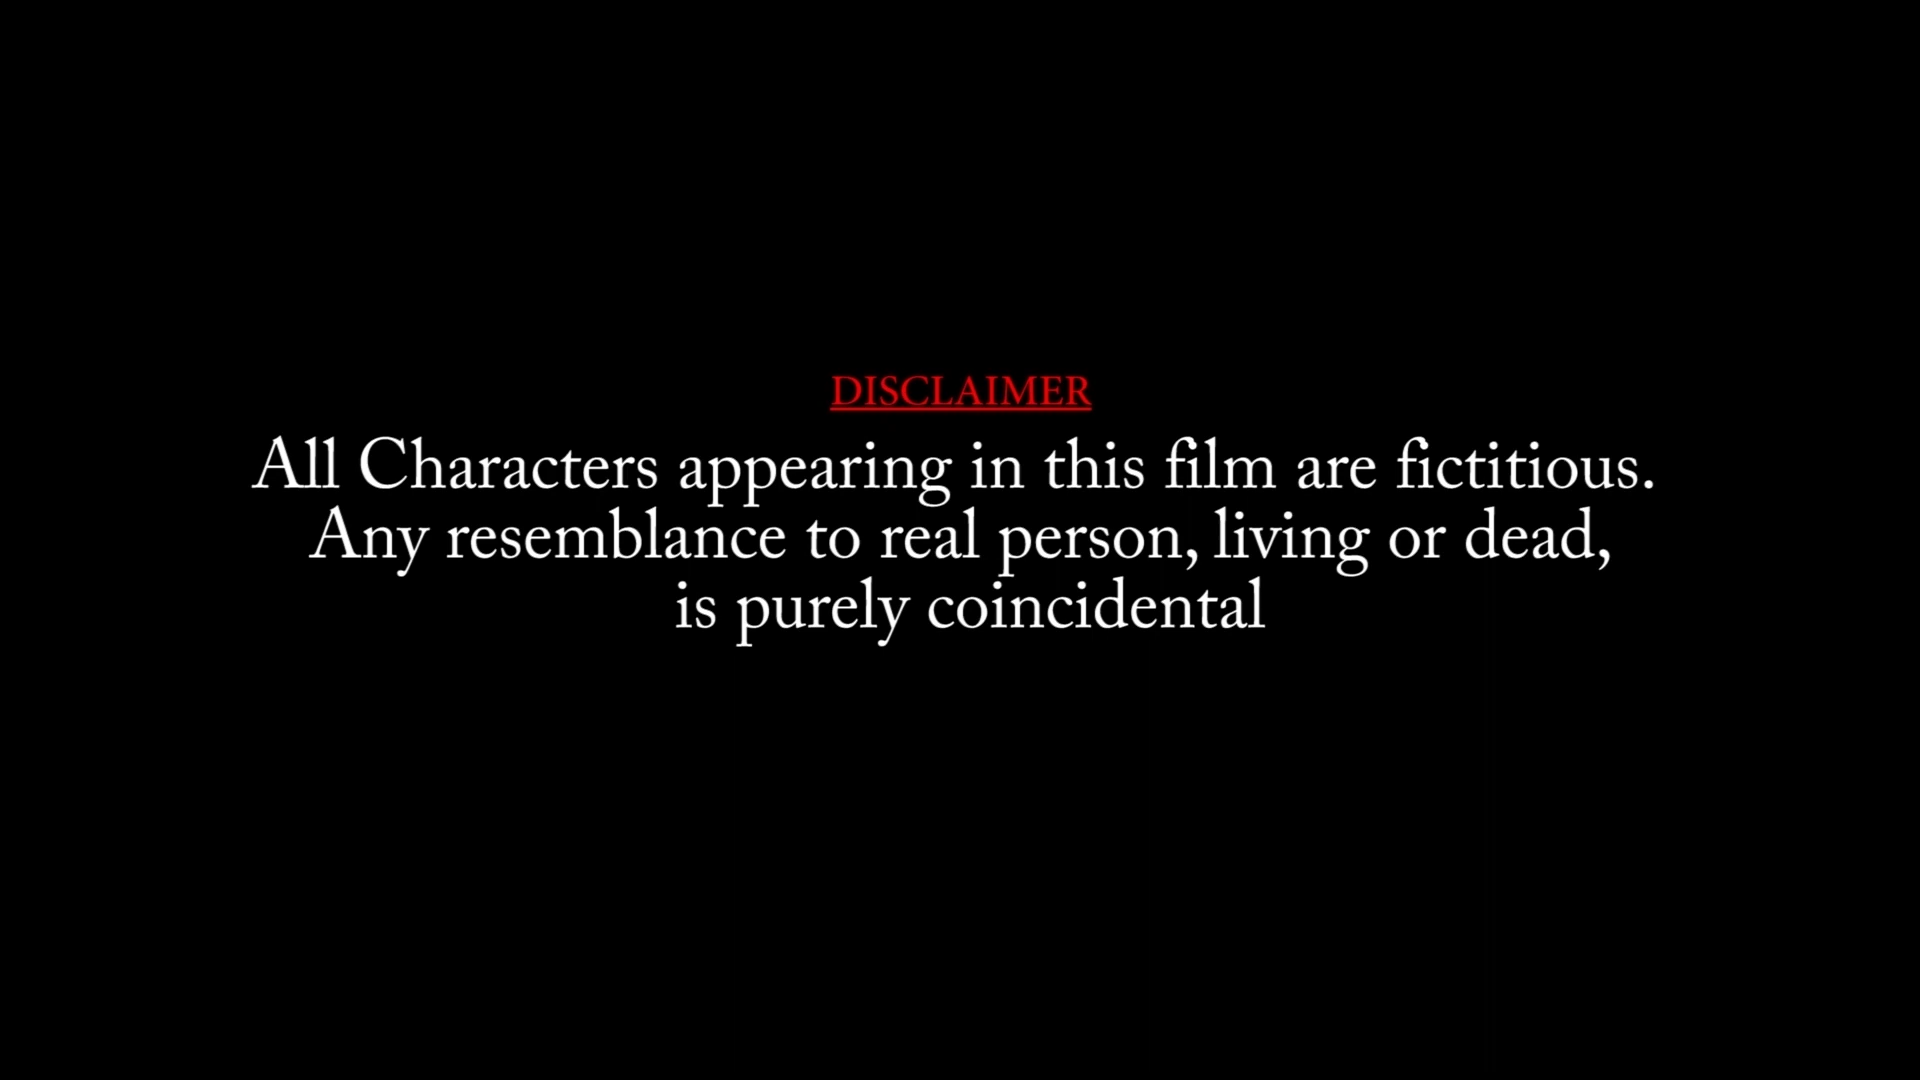 DISCLAIMER
All Characters appearing in this film are fictitious.
Any resemblance to real person, living or dead,
is purely coincidental